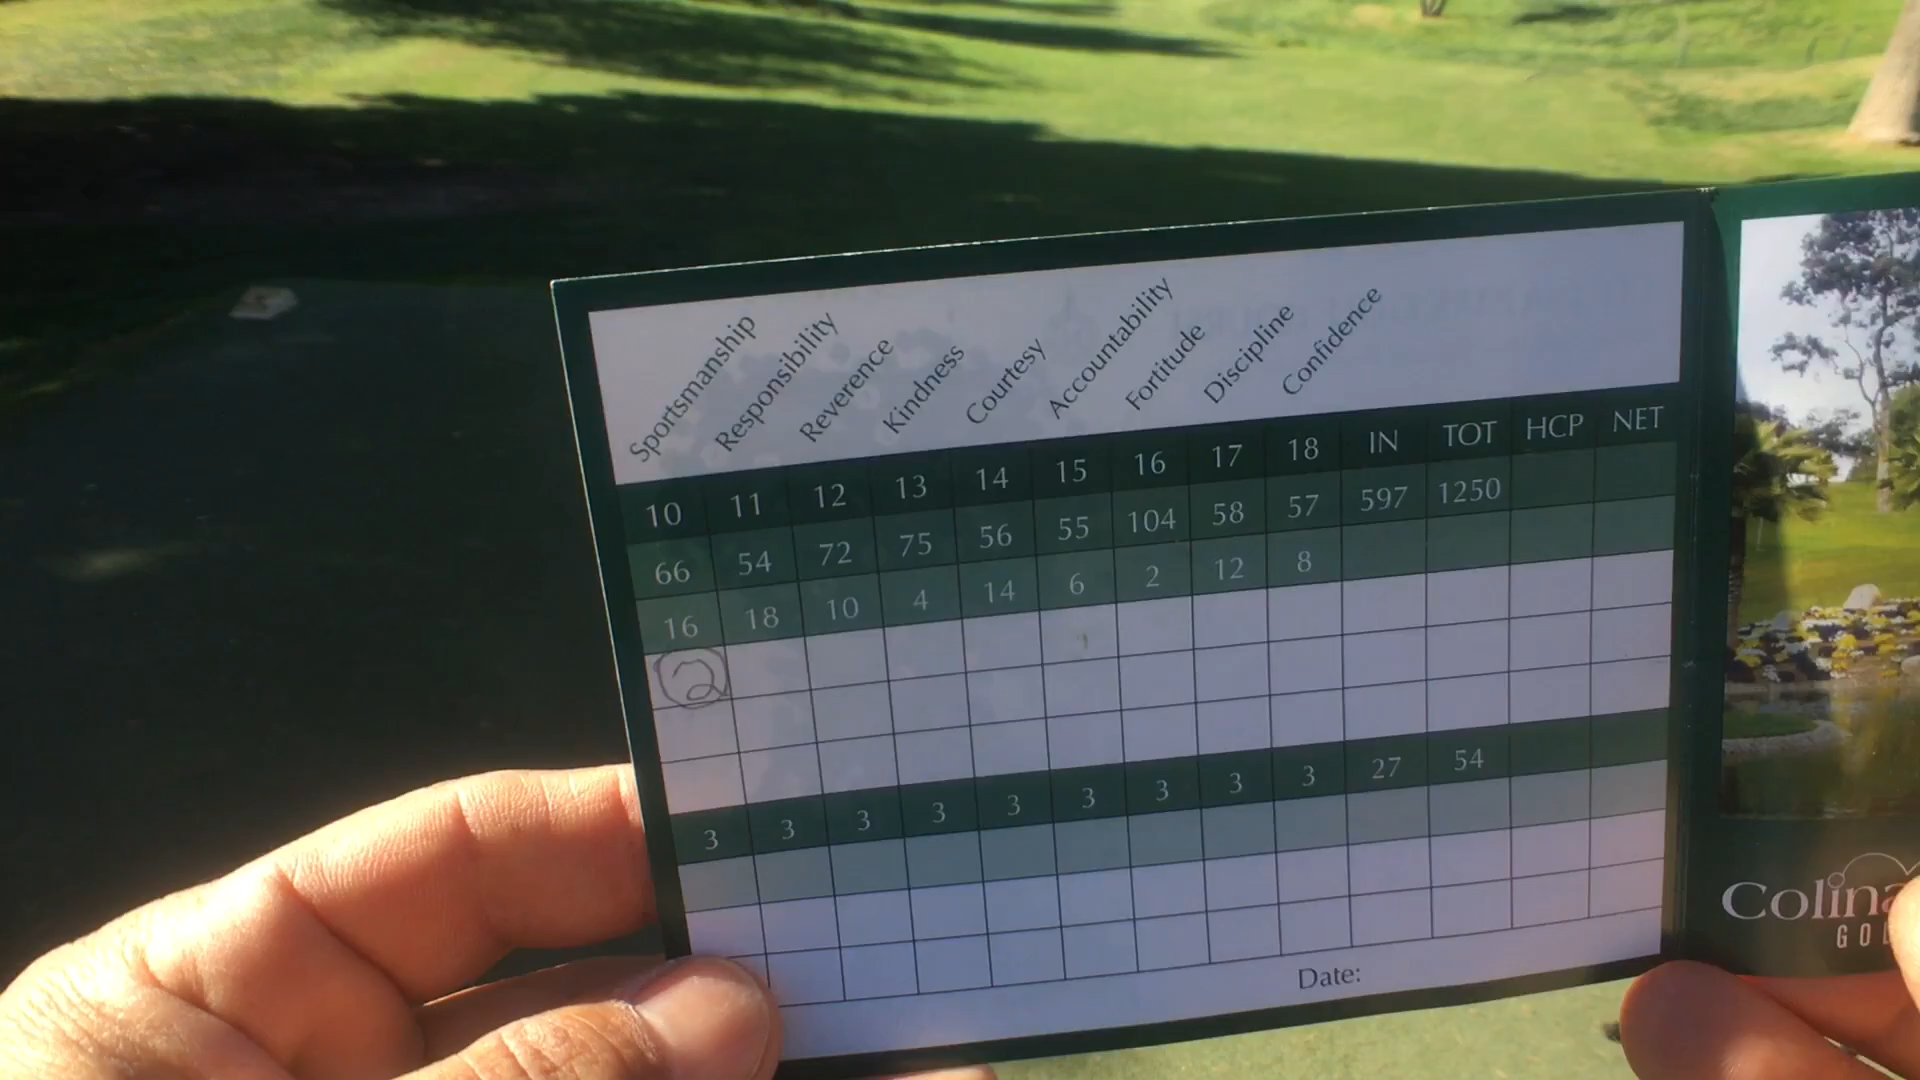 Sportsmanship Responsibility Reverence Kindness Courtesy Accountability Fortitude Discipline Confidence
10 11 12 13 14 15 16 17 18 IN TOT HCP NET
66 54 72 75 56 55 104 58 57 597 1250
16 18 10 4 14 6 2 12 8
2
3 3 3 3 3 3 3 3 3 27 54
Date: